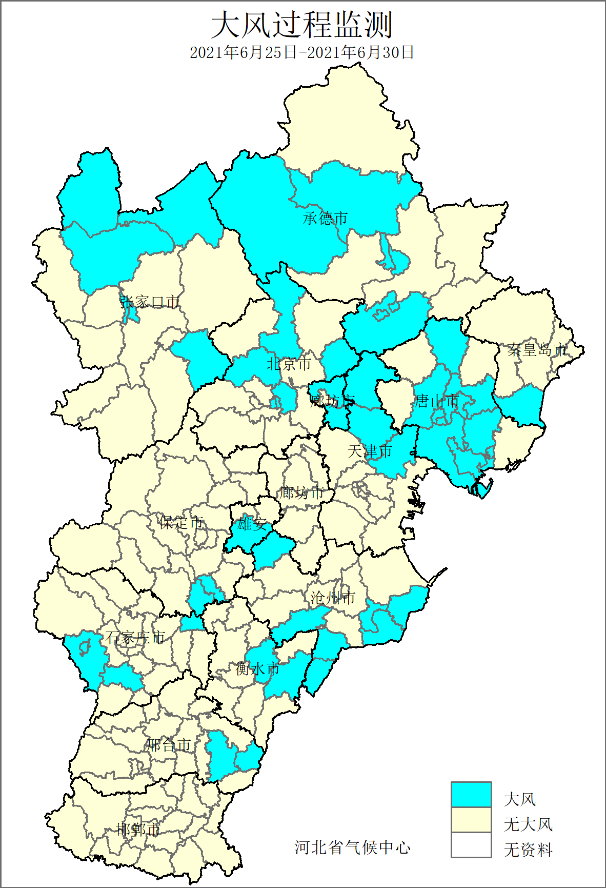 大风过程监测
2021年6月25日-2021年6月30日
承德市
张家口市
秦皇岛市
北京市
廊坊市
唐山市
天津市
廊坊市
保定市
雄安
沧州市
石家庄市
衡水市
邢台市
邯郸市
大风
无大风
无资料
河北省气候中心